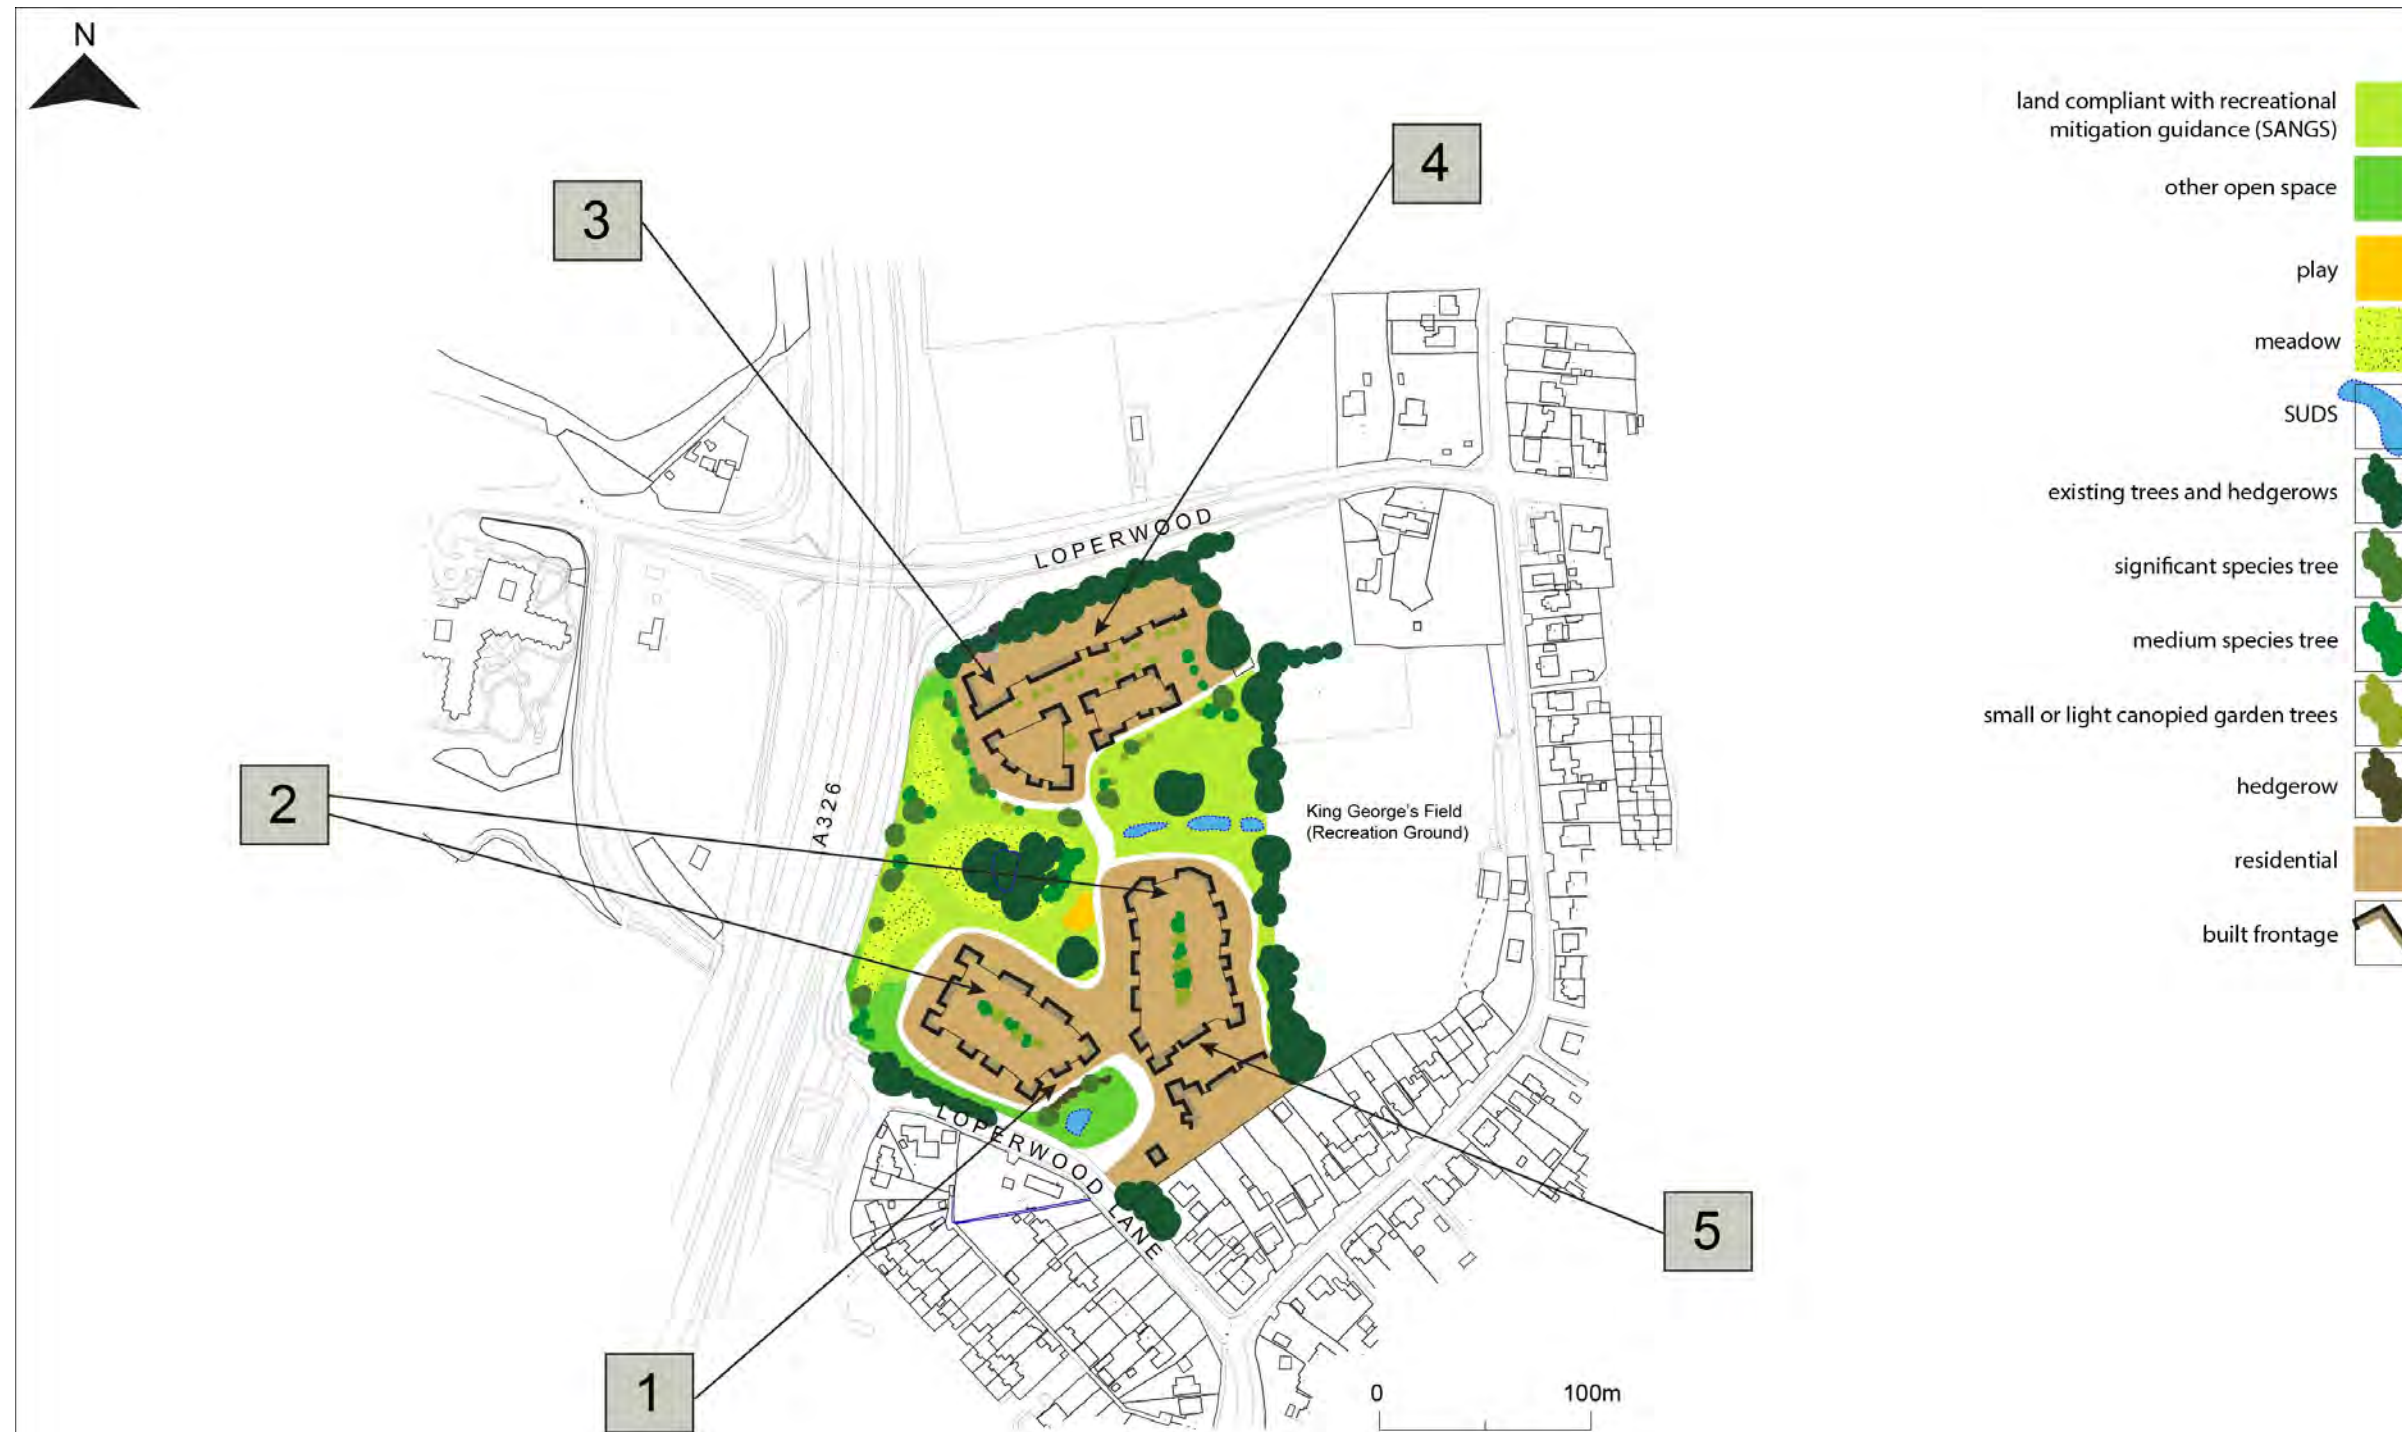 N
3
4
2
1
5
LOPERWOOD
A326
King George's Field
(Recreation Ground)
LOPERWOOD LANE
0 100m
land compliant with recreational
mitigation guidance (SANGS)
other open space
play
meadow
SUDS
existing trees and hedgerows
significant species tree
medium species tree
small or light canopied garden trees
hedgerow
residential
built frontage